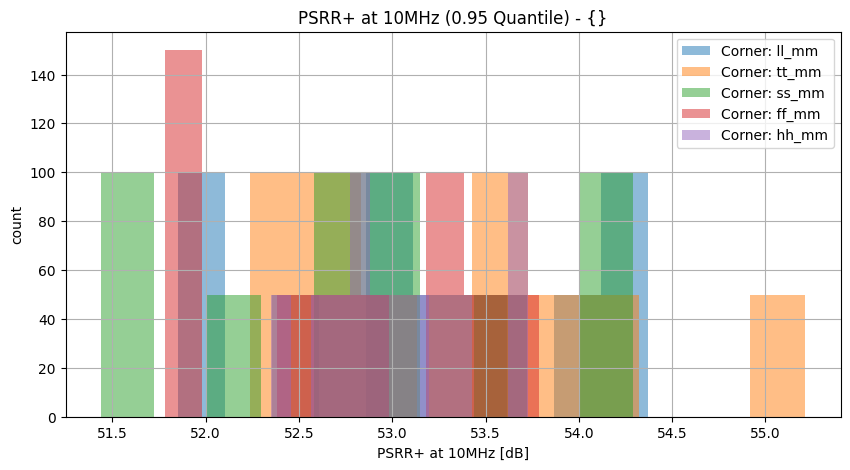 PSRR+ at 10MHz (0.95 Quantile) - {}
Corner: ll_mm
Corner: tt_mm
Corner: ss_mm
Corner: ff_mm
Corner: hh_mm
140
120
100
80
60
40
20
0
count
51.5 52.0 52.5 53.0 53.5 54.0 54.5 55.0
PSRR+ at 10MHz [dB]